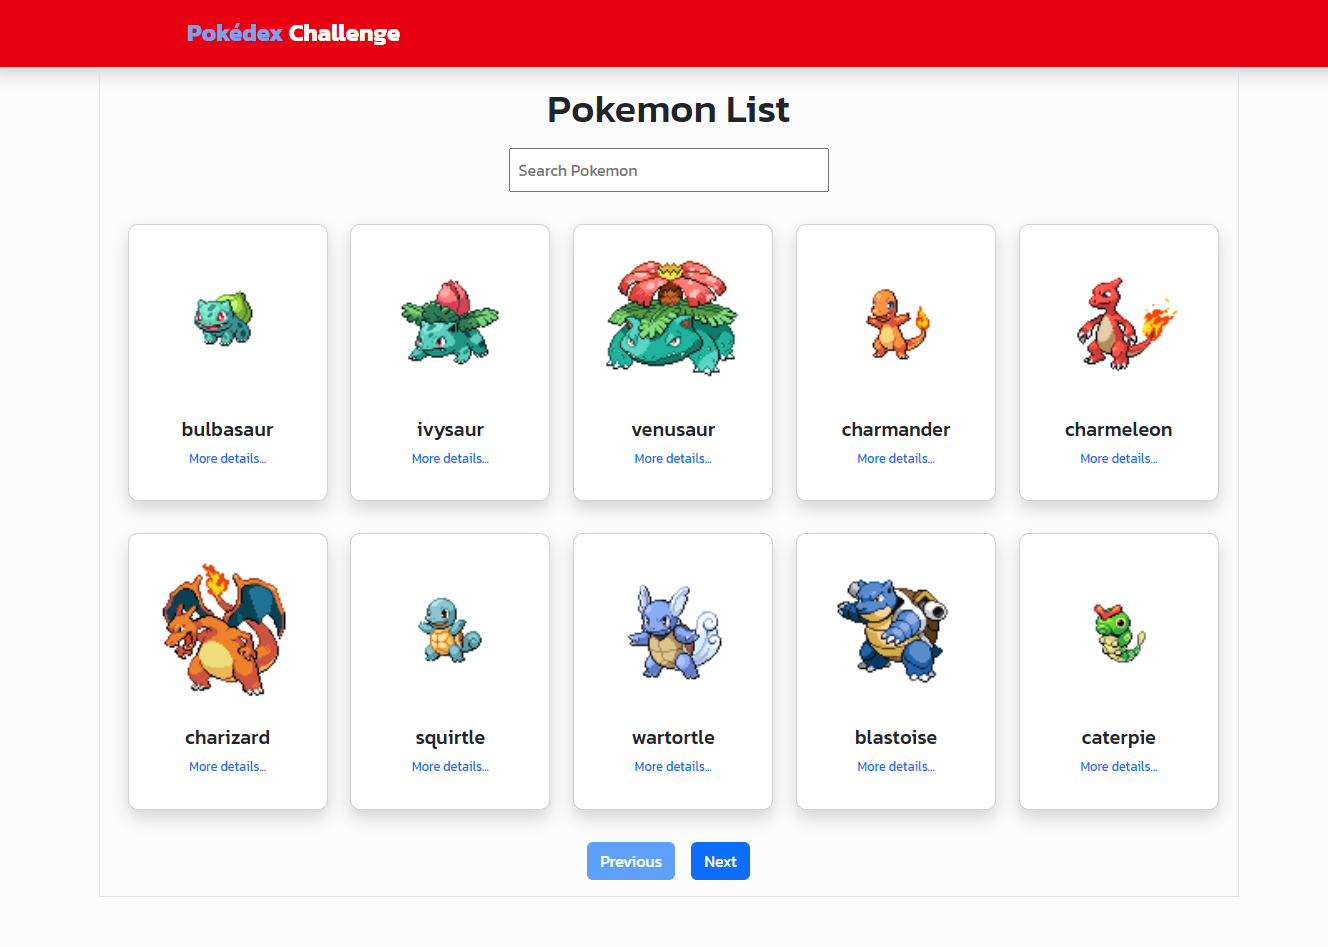 Pokédex Challenge
Pokemon List
Search Pokemon
bulbasaur
More details...
ivysaur
More details...
venusaur
More details...
charmander
More details...
charmeleon
More details...
charizard
More details...
squirtle
More details...
wartortle
More details...
blastoise
More details...
caterpie
More details...
Previous
Next